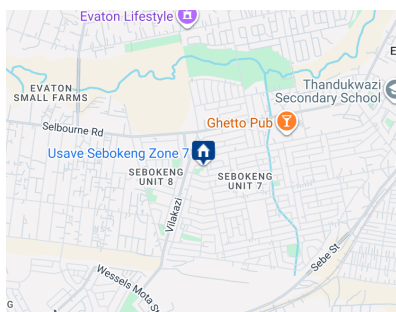 Evaton Lifestyle
E
EVATON
SMALL FARMS
Thandukwazi
Secondary School
Selbourne Rd
Ghetto Pub
Usave Sebokeng Zone 7
SEBOKENG
UNIT 8
SEBOKENG
UNIT 7
Vilakazi
Sebe St
Wessels Mota
G